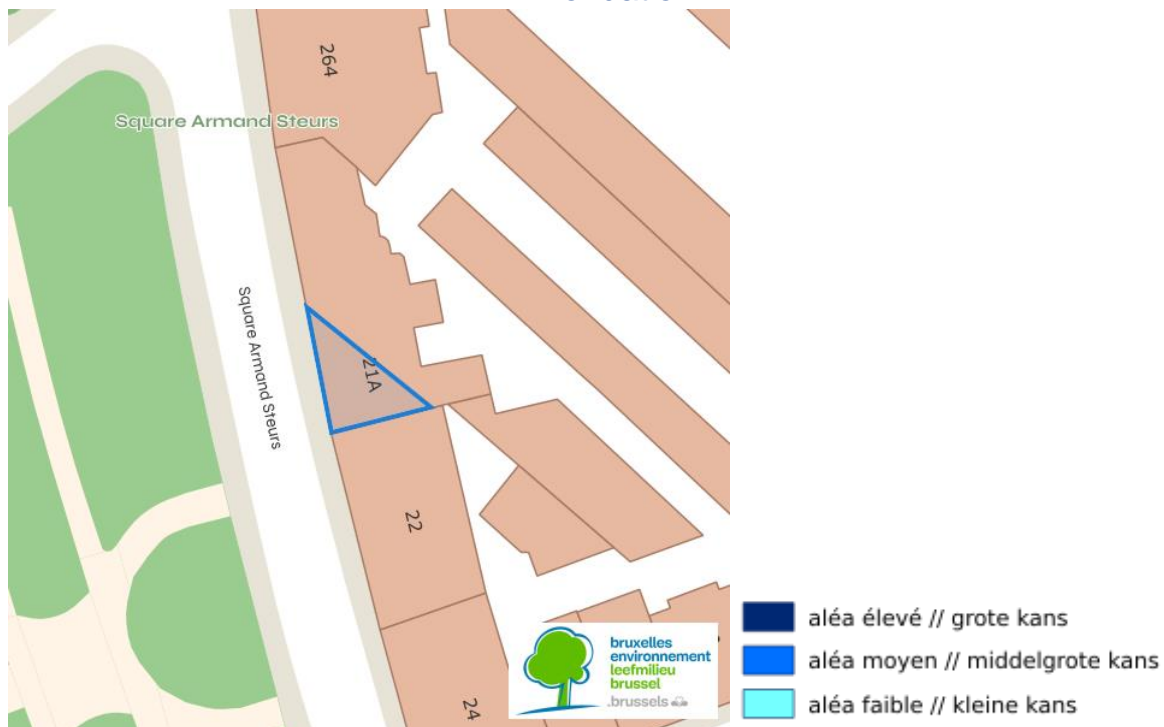 264
Square Armand Steurs
Square Armand Steurs
21A
22
24
bruxelles
environnement
leefmilieu
brussel
.brussels
aléa élevé // grote kans
aléa moyen // middelgrote kans
aléa faible // kleine kans